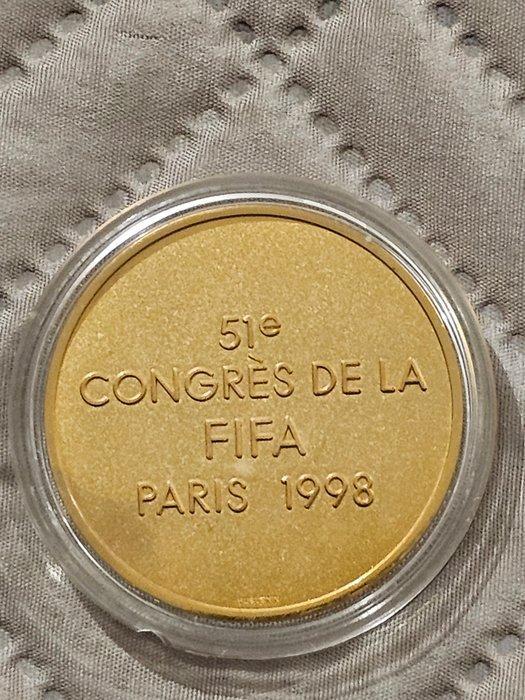 51e
CONGRÈS DE LA
FIFA
PARIS 1998